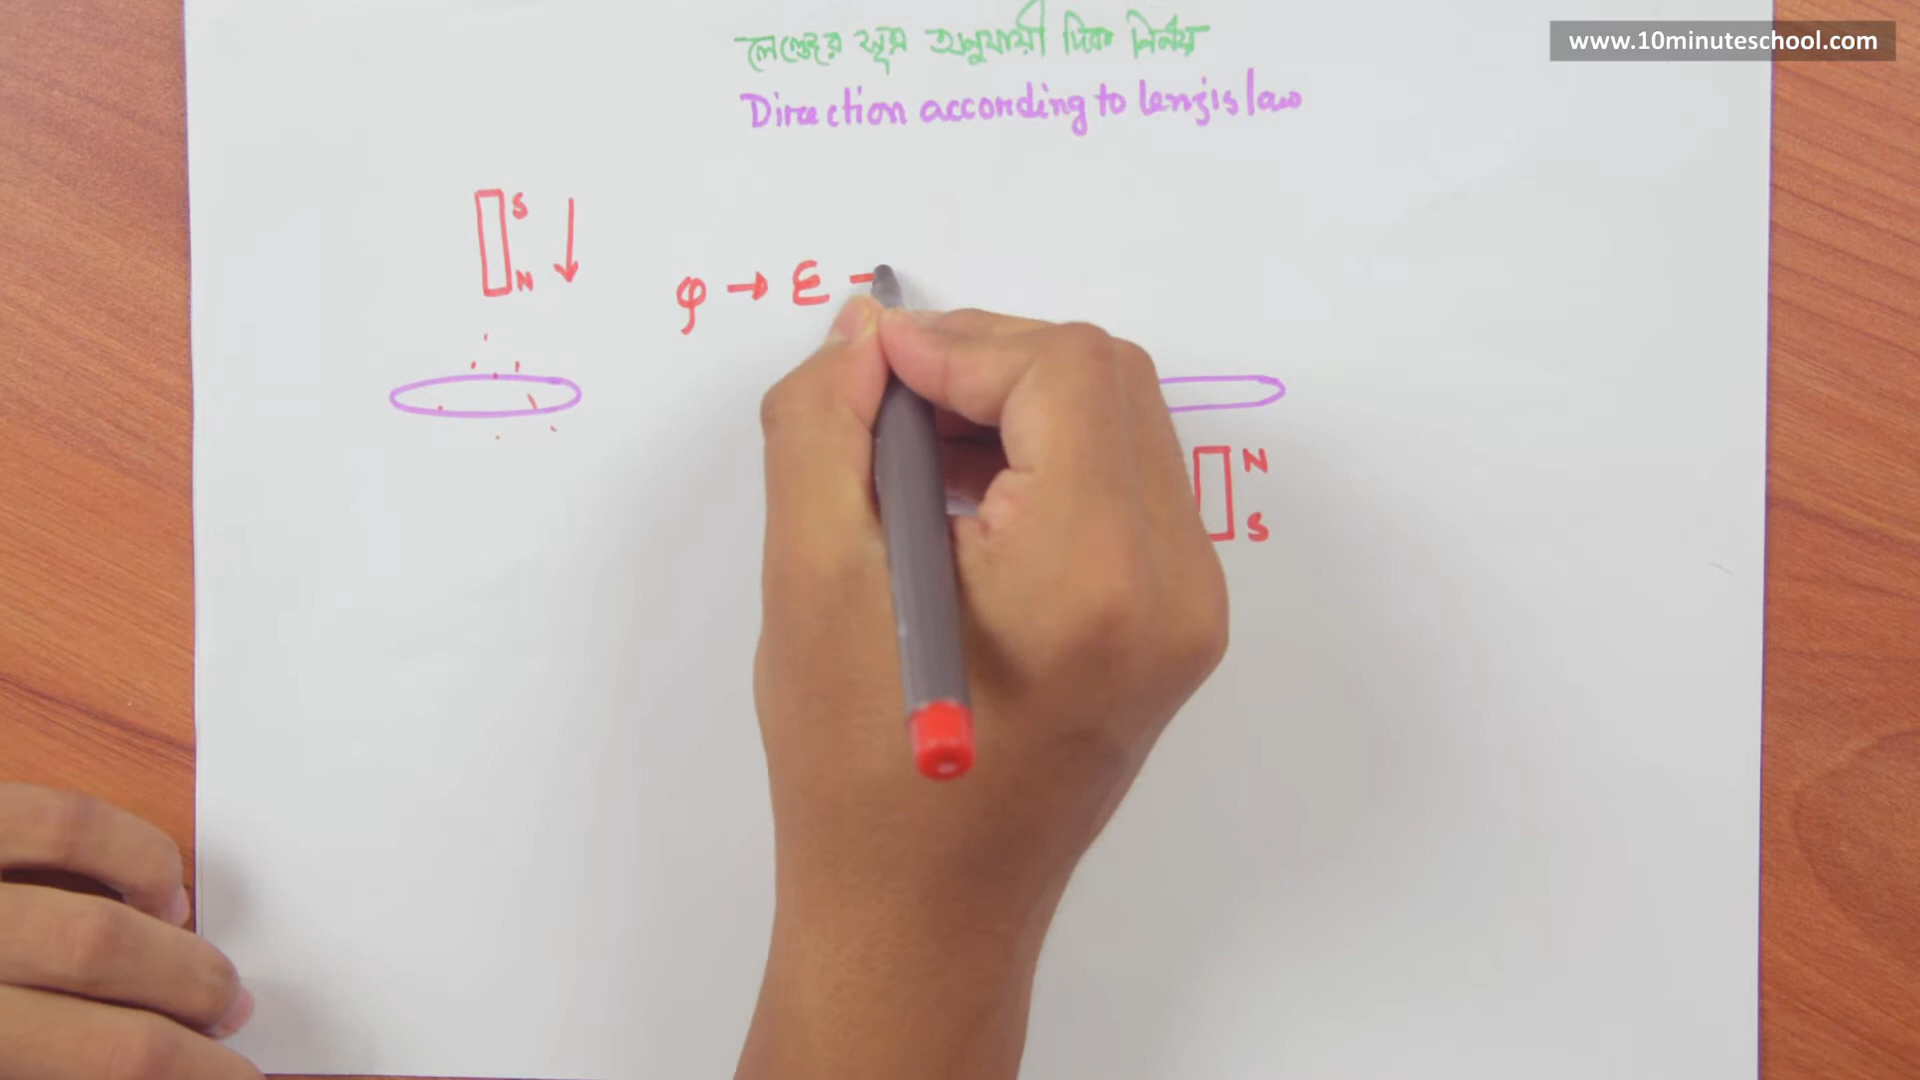 www.10minuteschool.com
লেন্জের সূত্র অনুযায়ী দিক নির্ণয়
Direction according to Lenz's law
S
N
φ → ε -
N
S